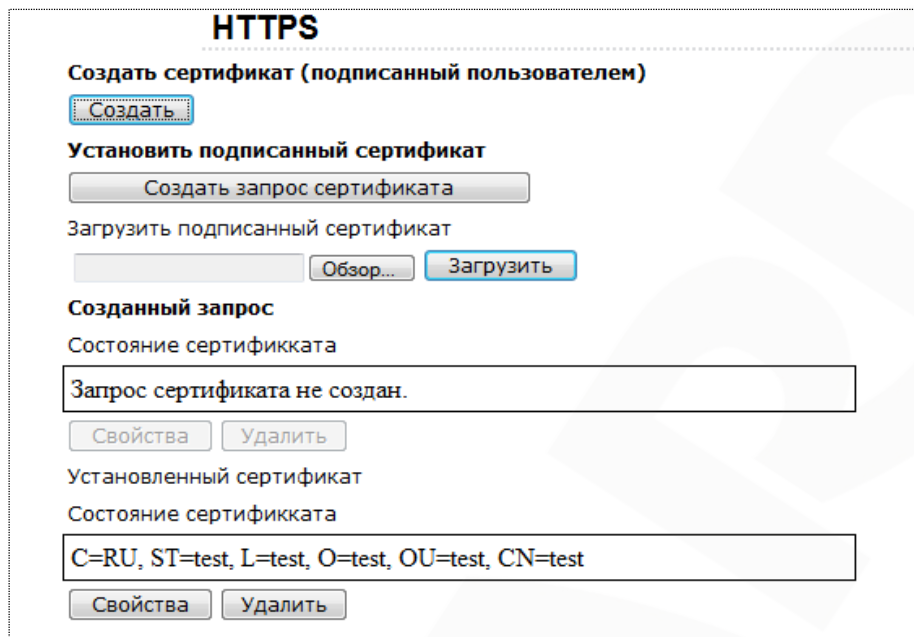 HTTPS
Создать сертификат (подписанный пользователем)
Создать
Установить подписанный сертификат
Создать запрос сертификата
Загрузить подписанный сертификат
Обзор... Загрузить
Созданный запрос
Состояние сертификката
Запрос сертификата не создан.
Свойства Удалить
Установленный сертификат
Состояние сертификката
C=RU, ST=test, L=test, O=test, OU=test, CN=test
Свойства Удалить